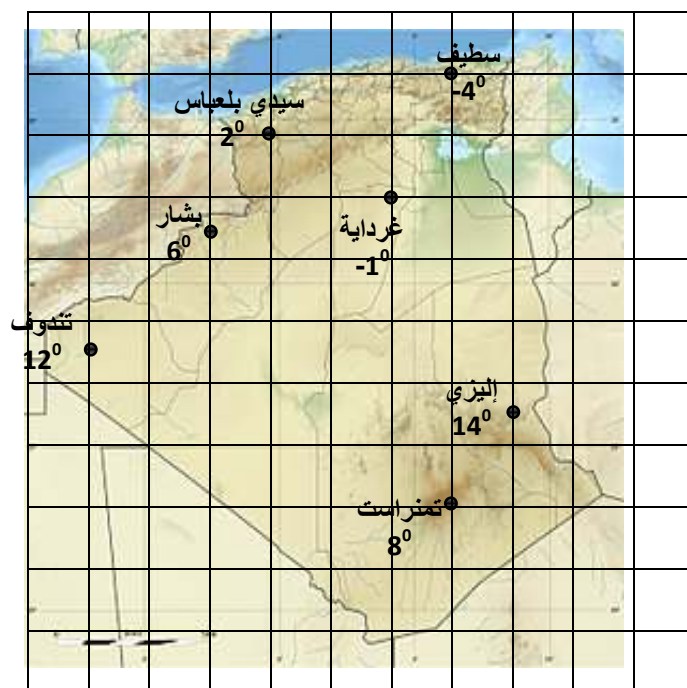 سطيف
-4⁰
سيدي بلعباس
2⁰
غرداية
-1⁰
بشار
6⁰
تندوف
12⁰
إليزي
14⁰
تمنراست
8⁰